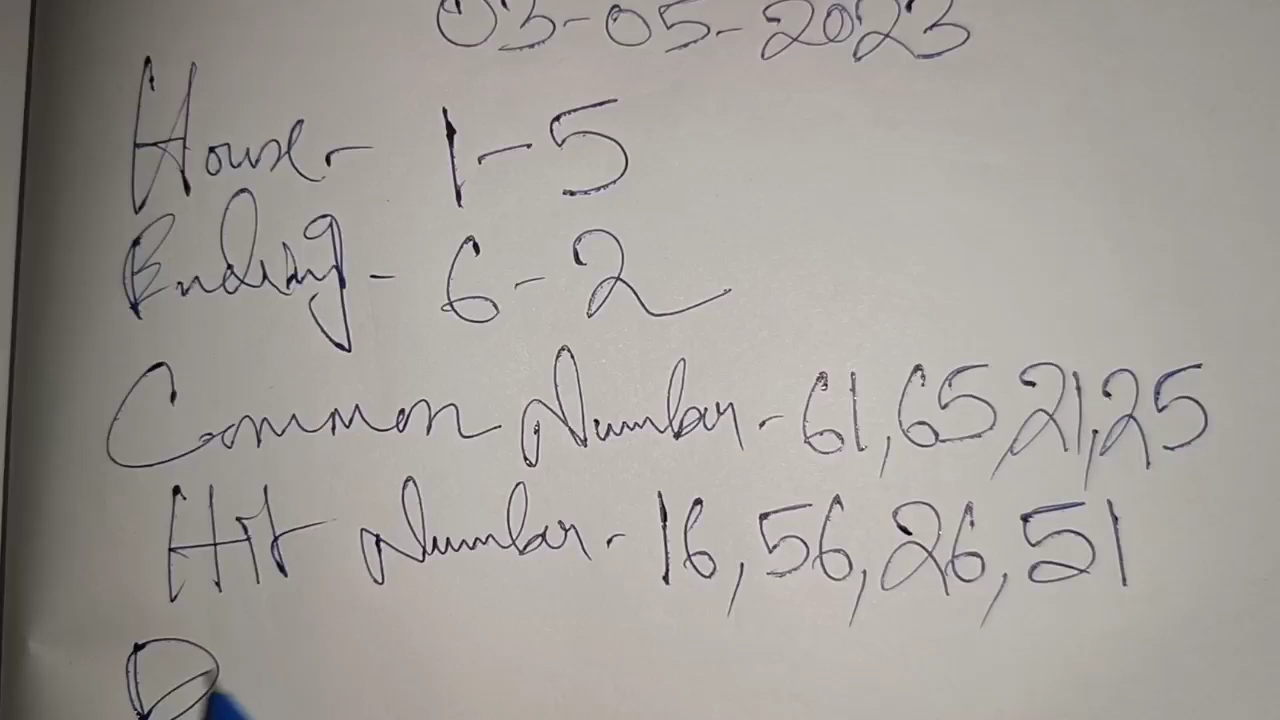 03-05-2023
House- 1-5
Ending- 6-2
Common Number- 61,65,21,25
Hit Number- 16,56,26,51